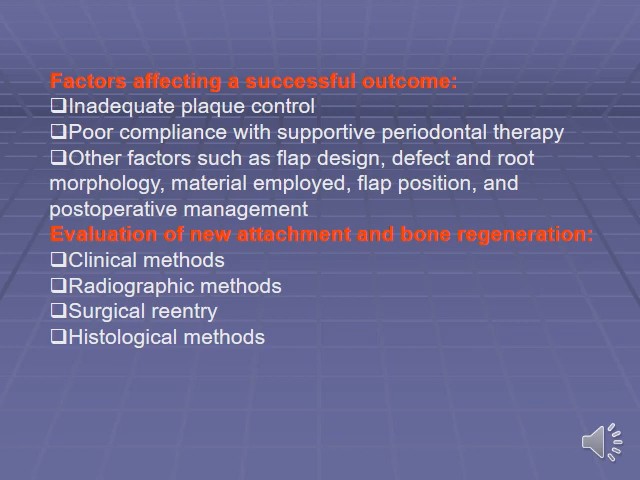 Factors affecting a successful outcome:
❑Inadequate plaque control
❑Poor compliance with supportive periodontal therapy
❑Other factors such as flap design, defect and root
morphology, material employed, flap position, and
postoperative management
Evaluation of new attachment and bone regeneration:
❑Clinical methods
❑Radiographic methods
❑Surgical reentry
❑Histological methods